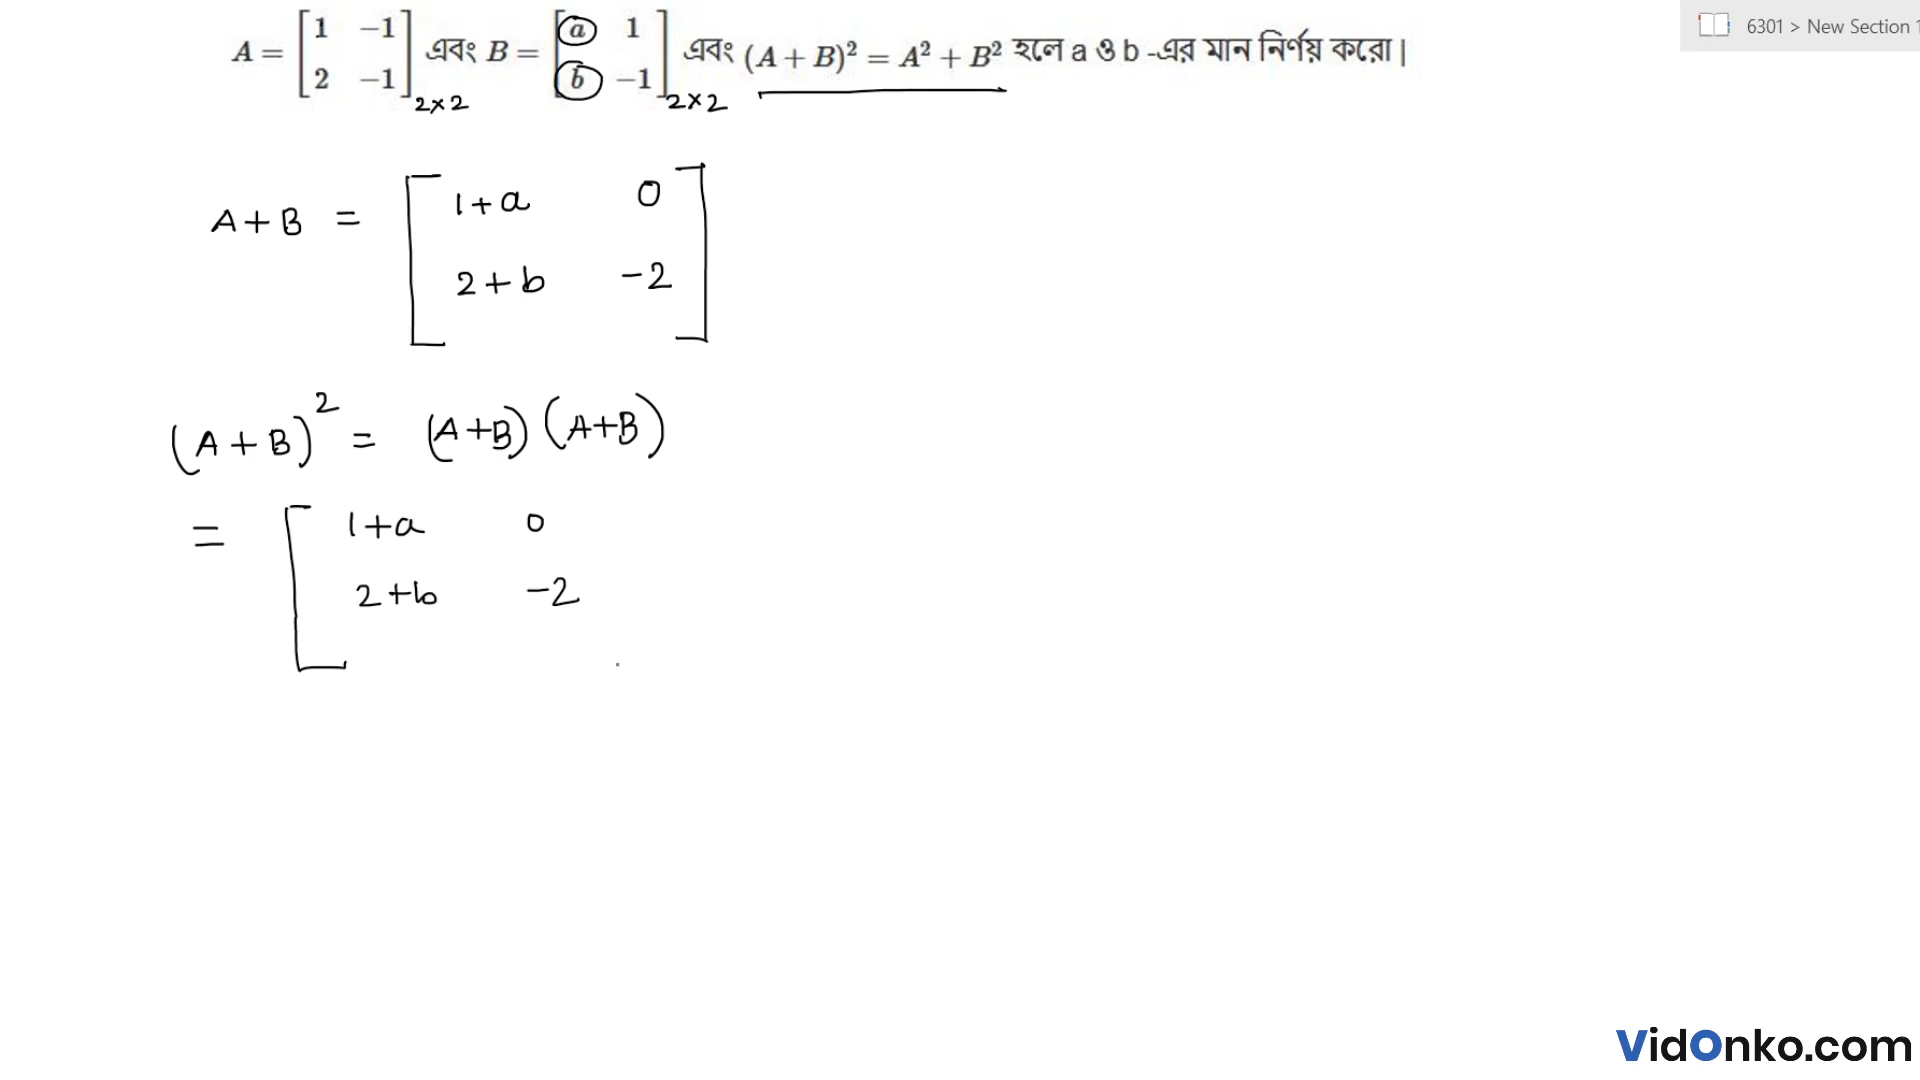 6301 > New Section 1
A = [1 −1; 2 −1] 2×2 এবং B = [a 1; b −1] 2×2 এবং (A + B)² = A² + B² হলে a ও b -এর মান নির্ণয় করো।
A+B = [1+a 0; 2+b −2]
(A+B)² = (A+B)(A+B)
= [1+a 0
2+b −2
VidOnko.com